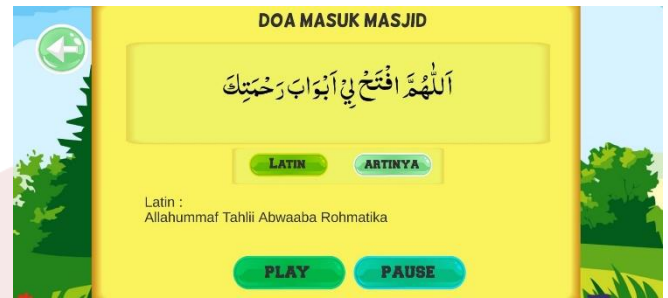 DOA MASUK MASJID
اَللّٰهُمَّ افْتَحْ لِيْ اَبْوَابَ رَحْمَتِكَ
LATIN ARTINYA
Latin :
Allahummaf Tahlii Abwaaba Rohmatika
PLAY PAUSE